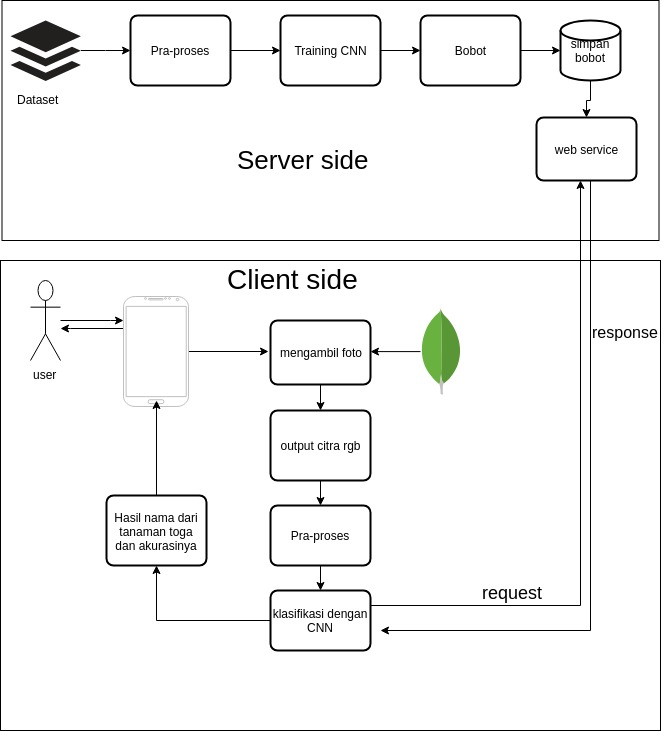 Dataset
Pra-proses
Training CNN
Bobot
simpan
bobot
web service
Server side
Client side
user
mengambil foto
response
output citra rgb
Pra-proses
Hasil nama dari
tanaman toga
dan akurasinya
klasifikasi dengan
CNN
request